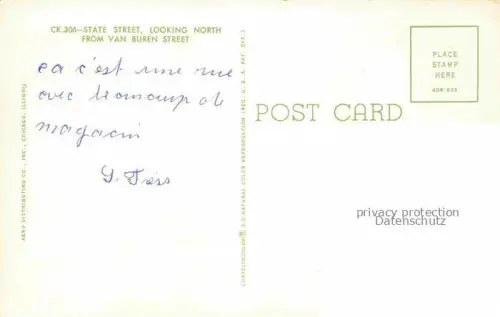 CK.30A—STATE STREET, LOOKING NORTH
FROM VAN BUREN STREET
ca c'est une rue
avec beaucoup de
magasin
POST CARD
PLACE
STAMP
HERE
privacy protection
Datenschutz